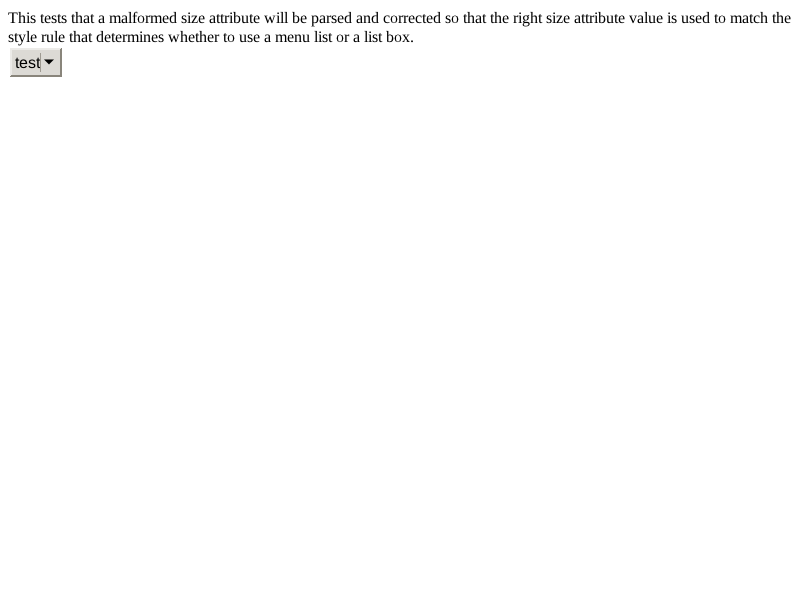 This tests that a malformed size attribute will be parsed and corrected so that the right size attribute value is used to match the
style rule that determines whether to use a menu list or a list box.
test